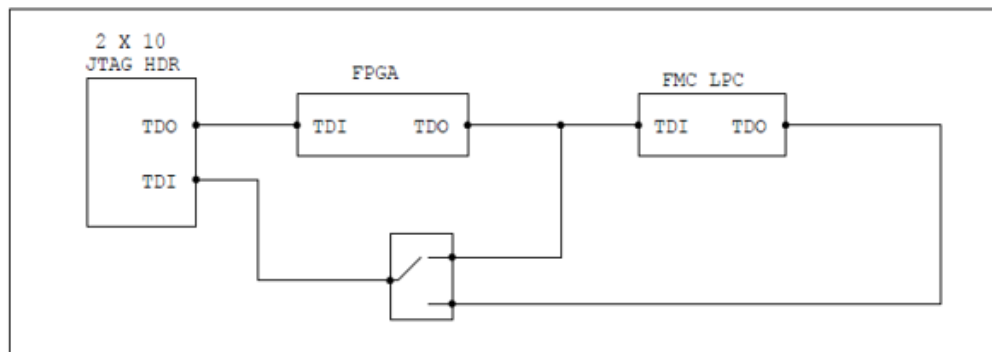 2 X 10
JTAG HDR
FPGA
FMC LPC
TDO
TDI
TDO
TDI
TDO
TDI